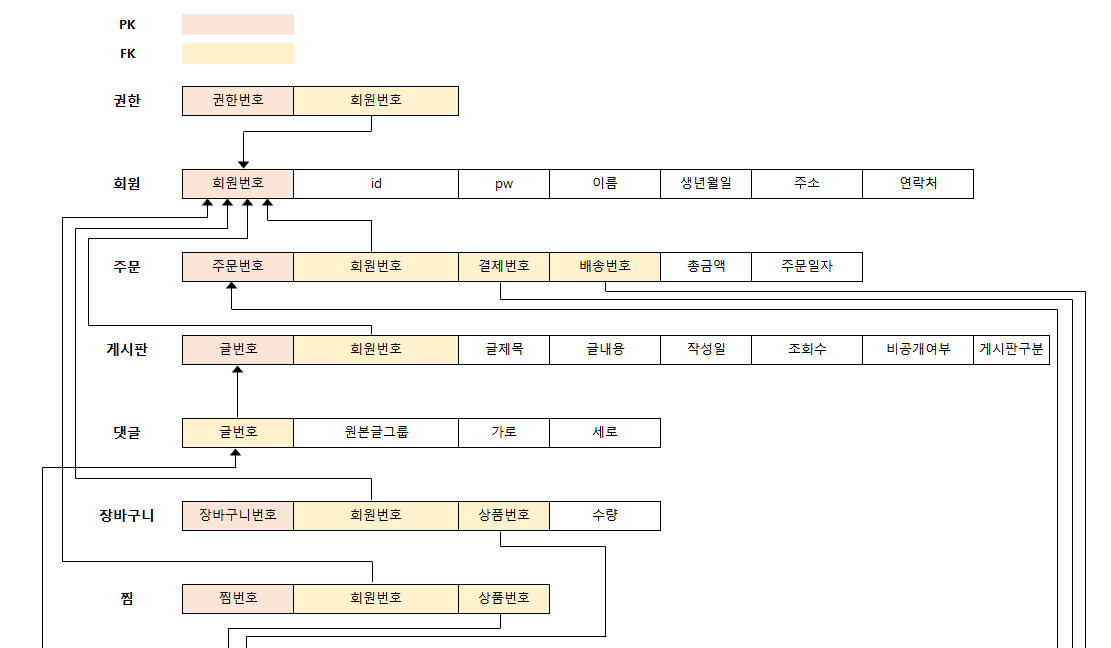 PK
FK
권한 권한번호 회원번호
회원 회원번호 id pw 이름 생년월일 주소 연락처
주문 주문번호 회원번호 결제번호 배송번호 총금액 주문일자
게시판 글번호 회원번호 글제목 글내용 작성일 조회수 비공개여부 게시판구분
댓글 글번호 원본글그룹 가로 세로
장바구니 장바구니번호 회원번호 상품번호 수량
찜 찜번호 회원번호 상품번호